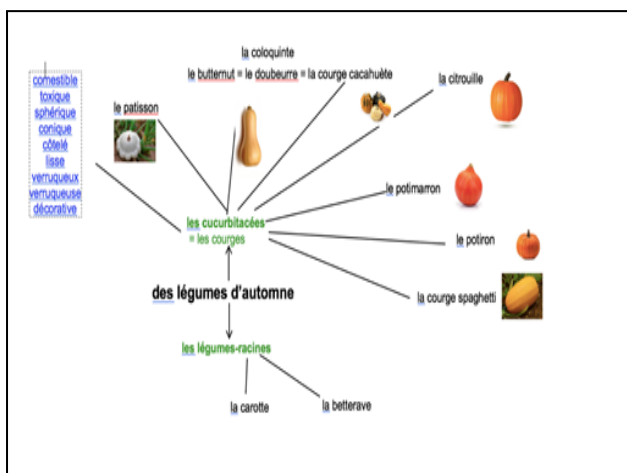 la coloquinte
comestible
toxique
sphérique
conique
côtelé
lisse
verruqueux
verruqueuse
décorative
le butternut = le doubeurre = la courge cacahuète
la citrouille
le patisson
le potimarron
les cucurbitacées
= les courges
le potiron
des légumes d'automne
la courge spaghetti
les légumes-racines
la carotte
la betterave